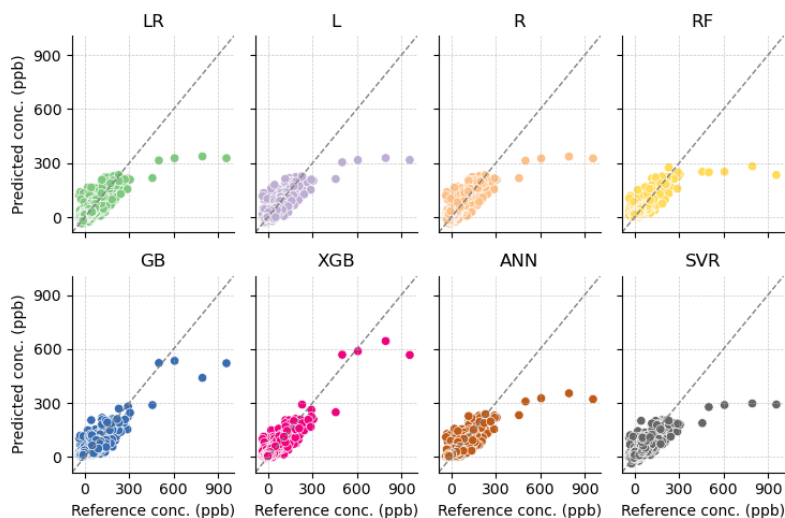 LR L R RF
900
600
300
0
Predicted conc. (ppb)
GB XGB ANN SVR
900
600
300
0
Predicted conc. (ppb)
0 300 600 900 0 300 600 900 0 300 600 900 0 300 600 900
Reference conc. (ppb) Reference conc. (ppb) Reference conc. (ppb) Reference conc. (ppb)